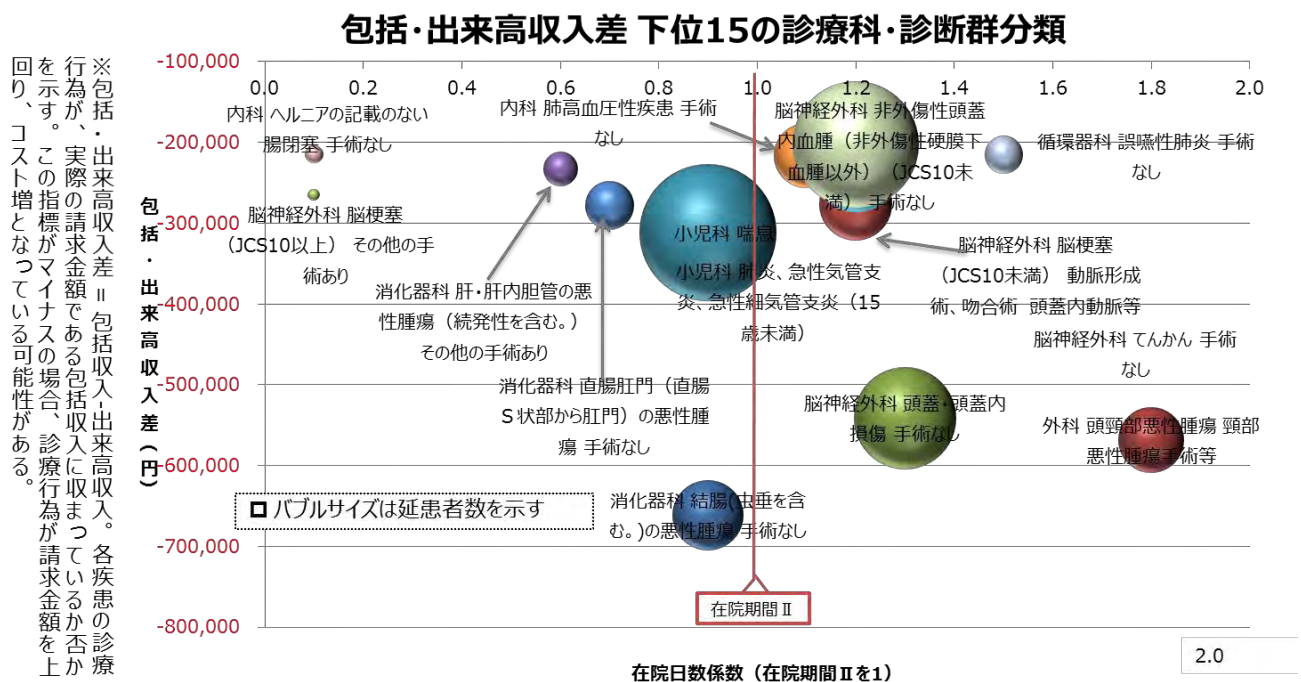 包括・出来高収入差 下位15の診療科・診断群分類
※包括・出来高収入差＝包括収入-出来高収入。各疾患の診療
行為が、実際の請求金額である包括収入に収まっているか否か
を示す。この指標がマイナスの場合、診療行為が請求金額を上
回り、コスト増となっている可能性がある。
包括・出来高収入差(円)
-100,000
-200,000
-300,000
-400,000
-500,000
-600,000
-700,000
-800,000
0.0
0.2
0.4
0.6
0.8
1.0
1.2
1.4
1.6
1.8
2.0
内科 ヘルニアの記載のない
腸閉塞 手術なし
内科 肺高血圧性疾患 手術
なし
脳神経外科 非外傷性頭蓋
内血腫（非外傷性硬膜下
血腫以外）（JCS10未
満） 手術なし
循環器科 誤嚥性肺炎 手術
なし
脳神経外科 脳梗塞
（JCS10以上） その他の手
術あり
小児科 喘息
脳神経外科 脳梗塞
（JCS10未満） 動脈形成
術、吻合術 頭蓋内動脈等
小児科 肺炎、急性気管支
炎、急性細気管支炎（15
歳未満）
消化器科 肝・肝内胆管の悪
性腫瘍（続発性を含む。）
その他の手術あり
脳神経外科 てんかん 手術
なし
消化器科 直腸肛門（直腸
Ｓ状部から肛門）の悪性腫
瘍 手術なし
脳神経外科 頭蓋・頭蓋内
損傷 手術なし
外科 頭頸部悪性腫瘍 頸部
悪性腫瘍手術等
バブルサイズは延患者数を示す
消化器科 結腸(虫垂を含
む。)の悪性腫瘍 手術なし
在院期間Ⅱ
在院日数係数（在院期間Ⅱを1）
2.0